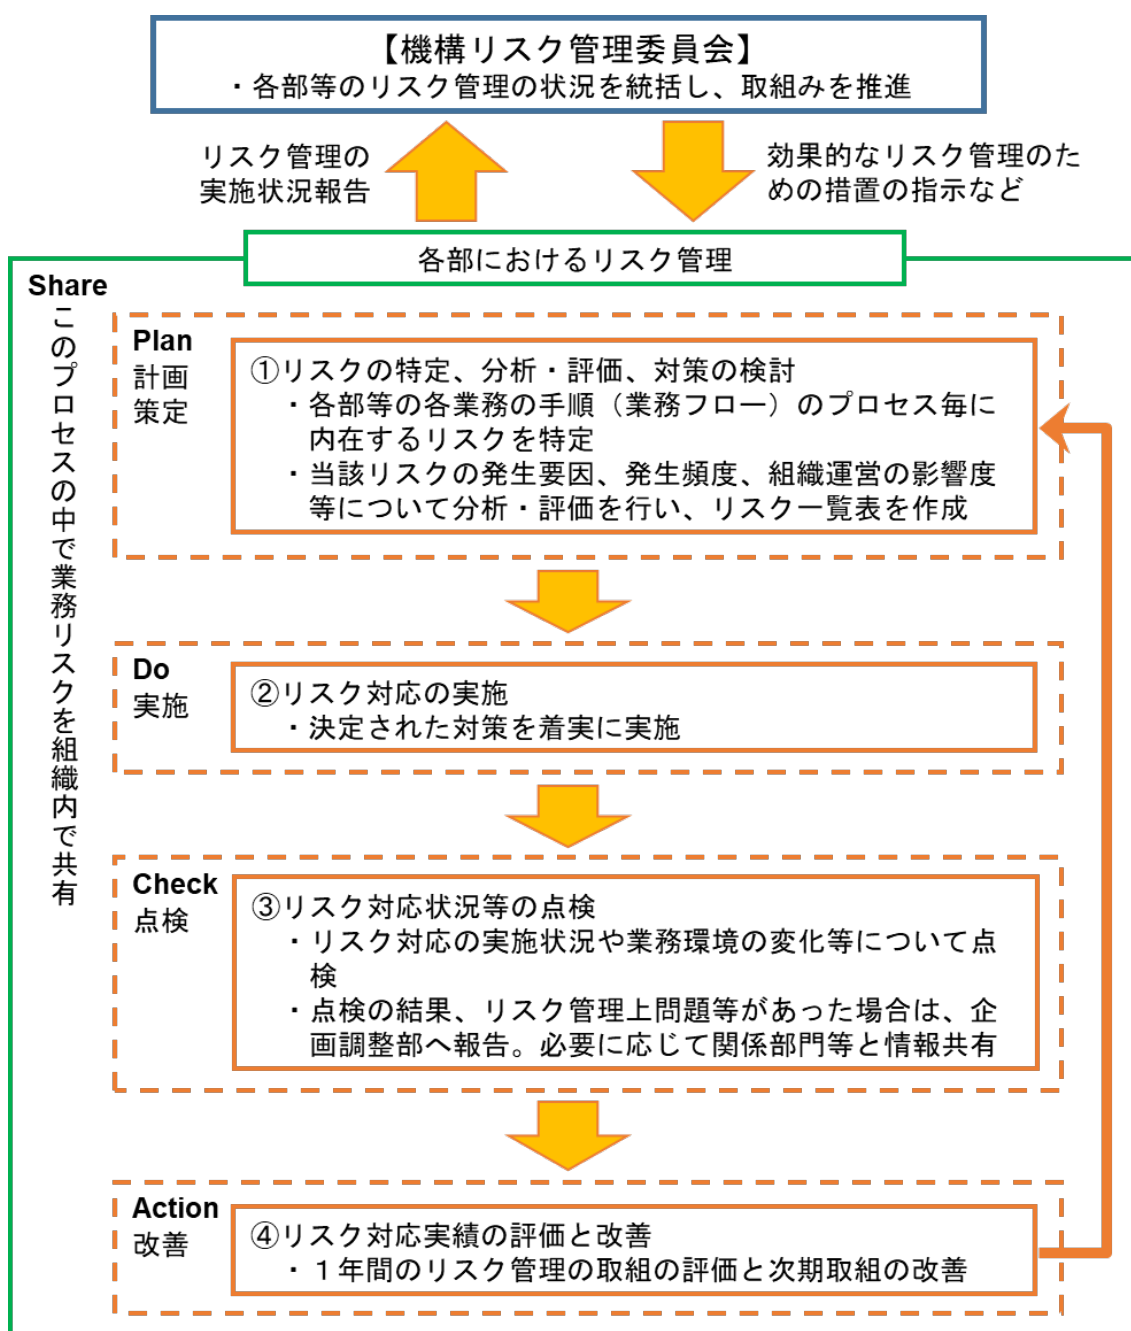 【機構リスク管理委員会】
・各部等のリスク管理の状況を統括し、取組みを推進
リスク管理の
実施状況報告
効果的なリスク管理のた
めの措置の指示など
各部におけるリスク管理
Share
このプロセスの中で業務リスクを組織内で共有
Plan
計画
策定
①リスクの特定、分析・評価、対策の検討
・各部等の各業務の手順（業務フロー）のプロセス毎に
内在するリスクを特定
・当該リスクの発生要因、発生頻度、組織運営の影響度
等について分析・評価を行い、リスク一覧表を作成
Do
実施
②リスク対応の実施
・決定された対策を着実に実施
Check
点検
③リスク対応状況等の点検
・リスク対応の実施状況や業務環境の変化等について点
検
・点検の結果、リスク管理上問題等があった場合は、企
画調整部へ報告。必要に応じて関係部門等と情報共有
Action
改善
④リスク対応実績の評価と改善
・１年間のリスク管理の取組の評価と次期取組の改善